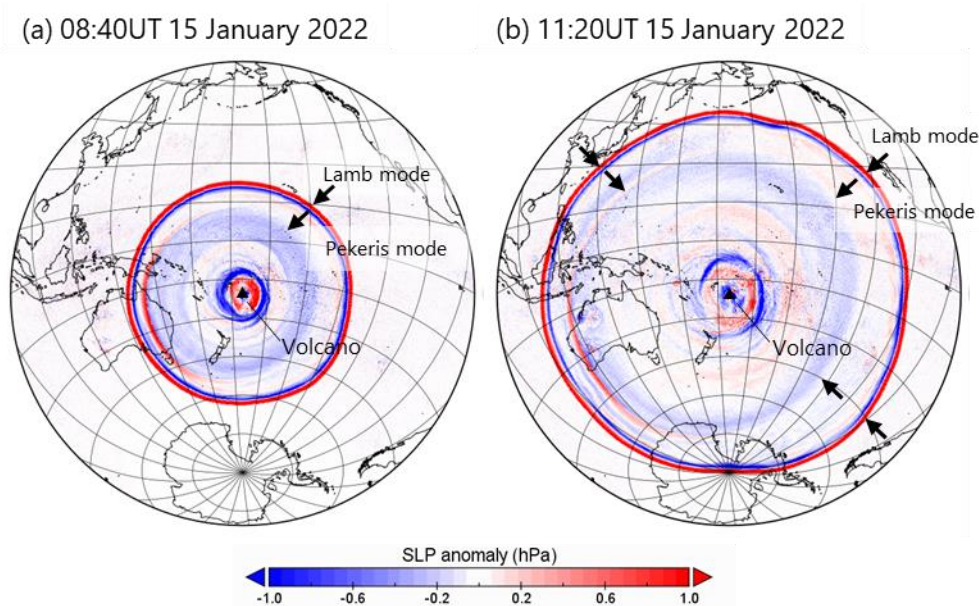 (a) 08:40UT 15 January 2022
(b) 11:20UT 15 January 2022
Lamb mode
Pekeris mode
Volcano
Lamb mode
Pekeris mode
Volcano
SLP anomaly (hPa)
-1.0 -0.6 -0.2 0.2 0.6 1.0